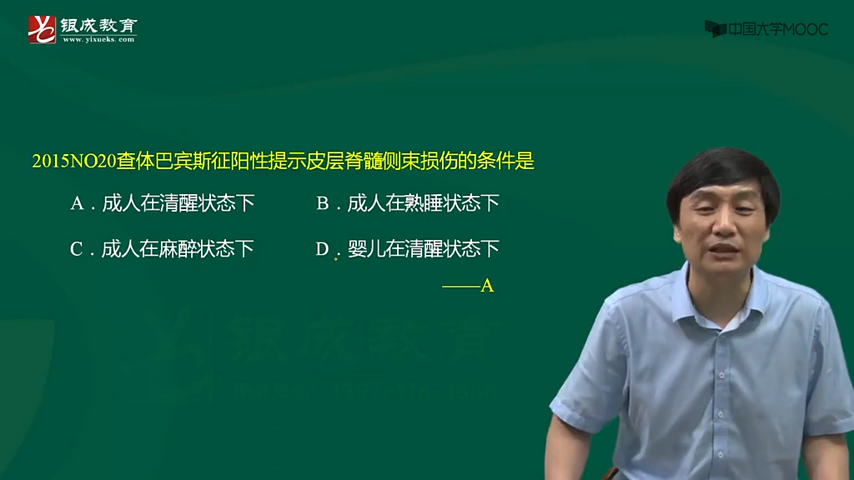 银成教育
www.yixueks.com
中国大学MOOC
2015NO20查体巴宾斯征阳性提示皮层脊髓侧束损伤的条件是
A．成人在清醒状态下 B．成人在熟睡状态下
C．成人在麻醉状态下 D．婴儿在清醒状态下
——A
银成教育